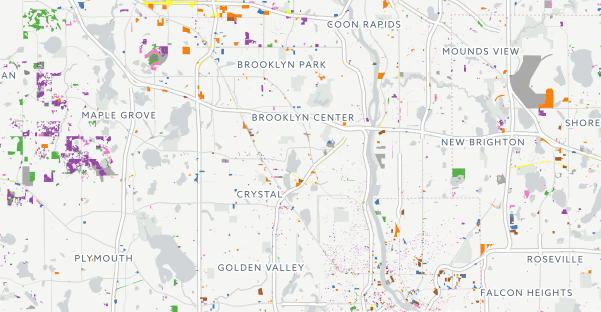 COON RAPIDS
MOUNDS VIEW
BROOKLYN PARK
AN
MAPLE GROVE
BROOKLYN CENTER
SHORE
NEW BRIGHTON
CRYSTAL
PLYMOUTH
GOLDEN VALLEY
ROSEVILLE
FALCON HEIGHTS